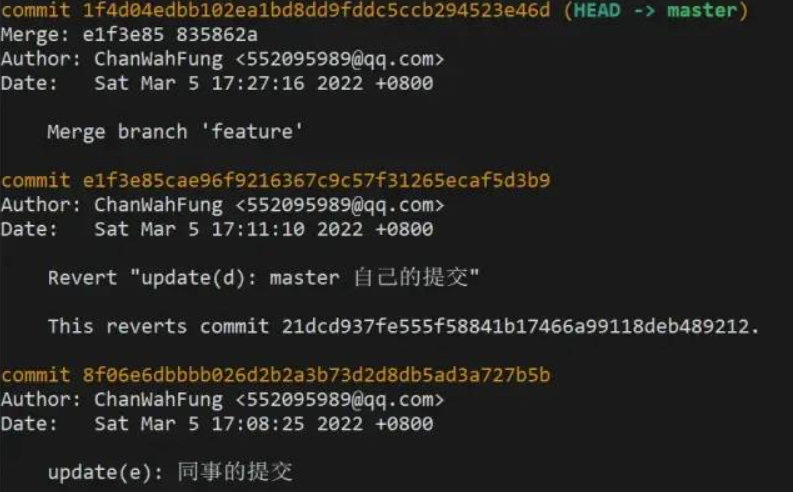 commit 1f4d04edbb102ea1bd8dd9fddc5ccb294523e46d (HEAD -> master)
Merge: e1f3e85 835862a
Author: ChanWahFung <552095989@qq.com>
Date:   Sat Mar 5 17:27:16 2022 +0800
Merge branch 'feature'
commit e1f3e85cae96f9216367c9c57f31265ecaf5d3b9
Author: ChanWahFung <552095989@qq.com>
Date:   Sat Mar 5 17:11:10 2022 +0800
Revert "update(d): master 自己的提交"
This reverts commit 21dcd937fe555f58841b17466a99118deb489212.
commit 8f06e6dbbbb026d2b2a3b73d2d8db5ad3a727b5b
Author: ChanWahFung <552095989@qq.com>
Date:   Sat Mar 5 17:08:25 2022 +0800
update(e): 同事的提交